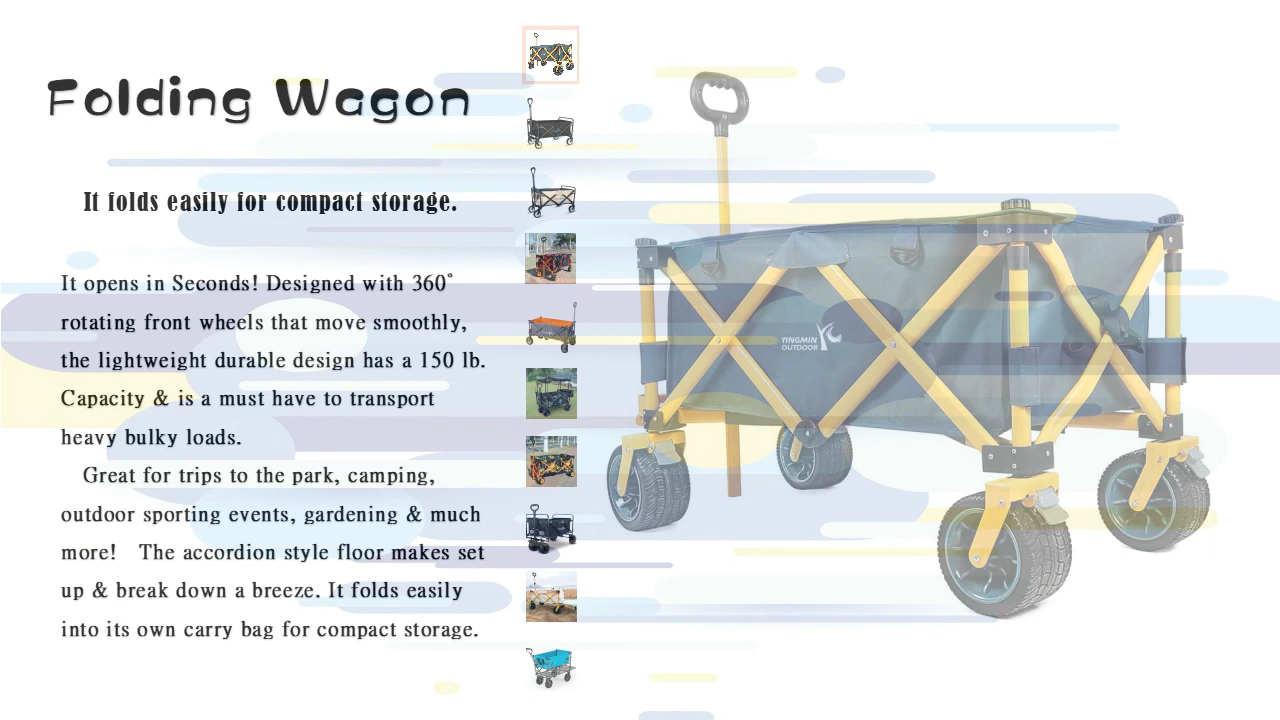 Folding Wagon
It folds easily for compact storage.
It opens in Seconds! Designed with 360°
rotating front wheels that move smoothly,
the lightweight durable design has a 150 lb.
Capacity & is a must have to transport
heavy bulky loads.
Great for trips to the park, camping,
outdoor sporting events, gardening & much
more! The accordion style floor makes set
up & break down a breeze. It folds easily
into its own carry bag for compact storage.
YINGMIN
OUTDOOR